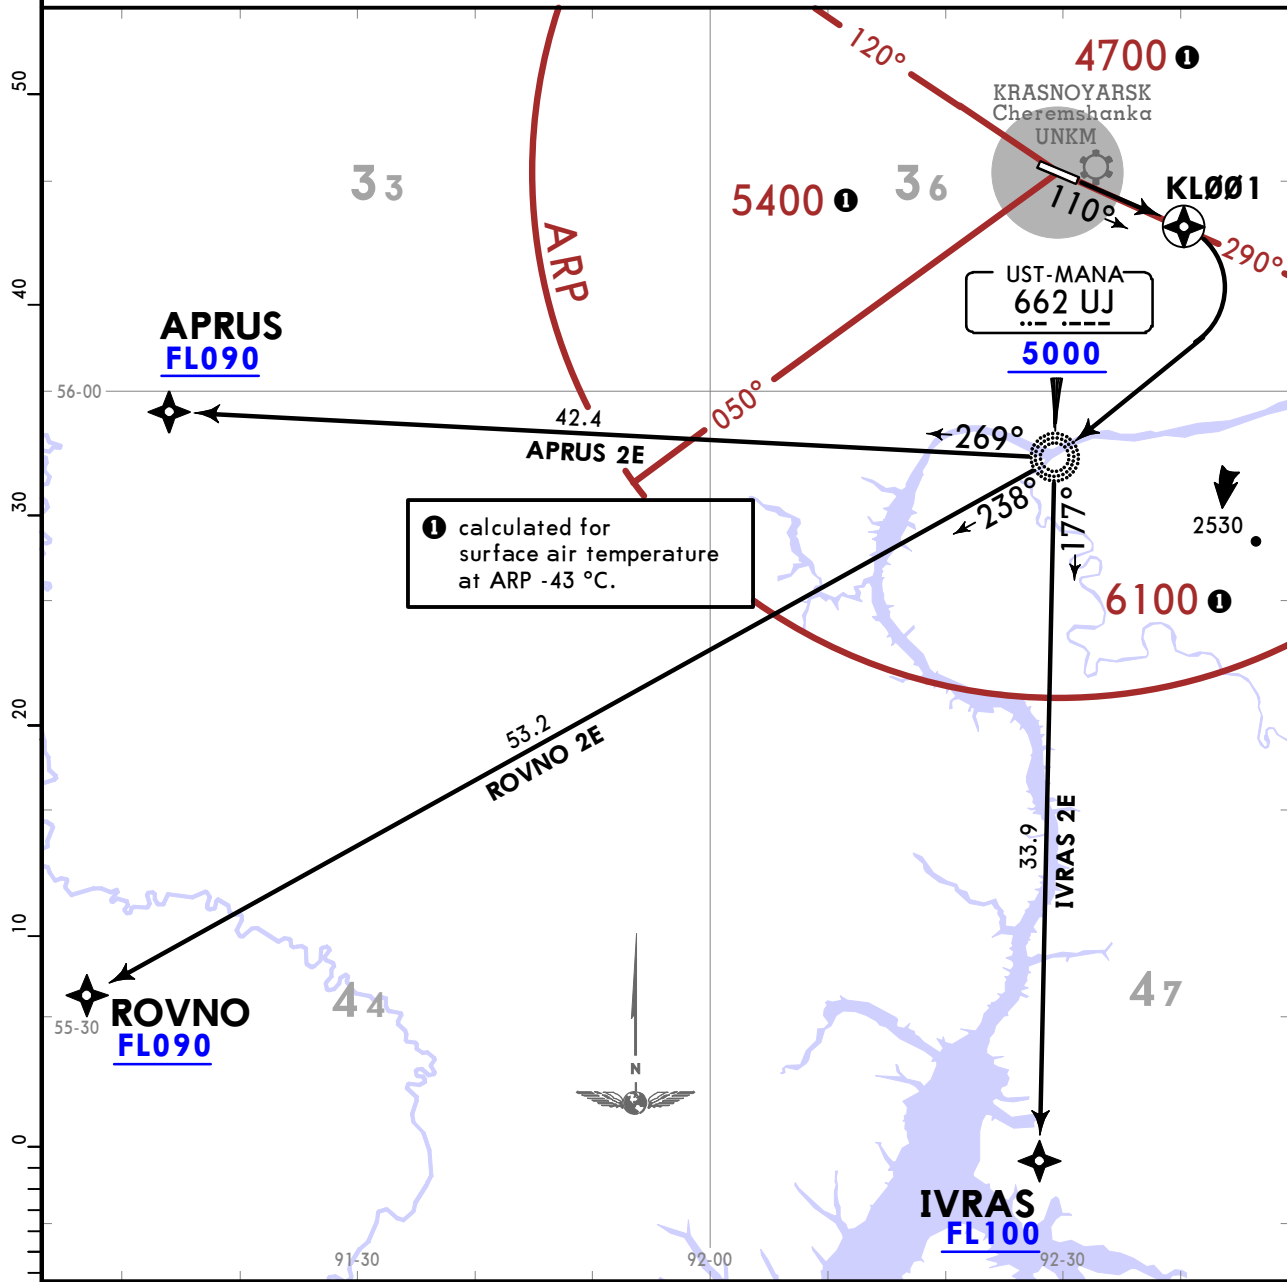 120°
4700 ❶
50
KRASNOYARSK
Cheremshanka
UNKM
33
36
5400 ❶
110°
KLØØ1
290°
ARP
UST-MANA
662 UJ
5000
40
APRUS
FL090
56-00
050°
42.4
APRUS 2E
269°
238°
177°
30
2530
❶ calculated for
surface air temperature
at ARP -43 °C.
6100 ❶
20
53.2
ROVNO 2E
33.9
IVRAS 2E
10
44
47
ROVNO
FL090
55-30
N
0
IVRAS
FL100
91-30
92-00
92-30